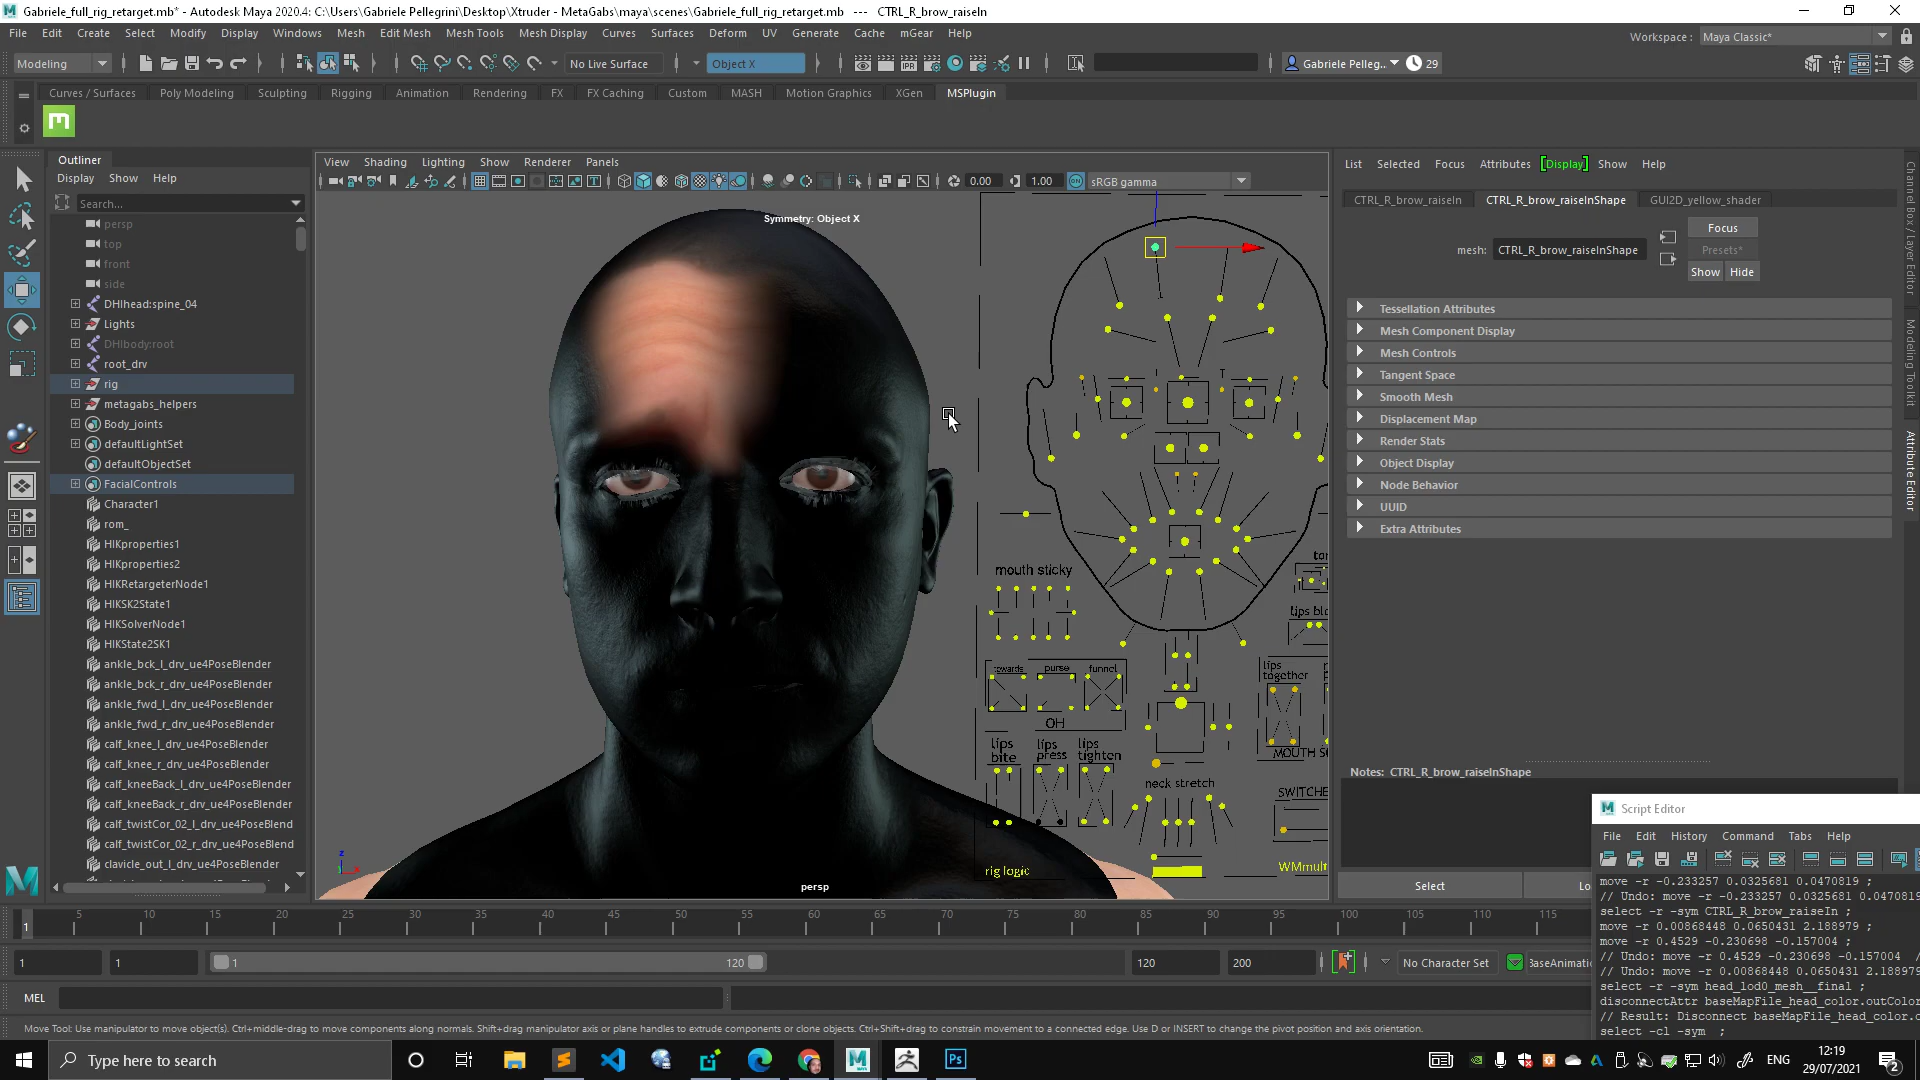 Gabriele_full_rig_retarget.mb* - Autodesk Maya 2020.4: C:\Users\Gabriele Pellegrini\Desktop\Xtruder - MetaGabs\maya\scenes\Gabriele_full_rig_retarget.mb   ---   CTRL_R_brow_raiseIn
File Edit Create Select Modify Display Windows Mesh Edit Mesh Mesh Tools Mesh Display Curves Surfaces Deform UV Generate Cache mGear Help
Workspace : Maya Classic*
Modeling No Live Surface Object X Gabriele Pelleg.. 29
Curves / Surfaces Poly Modeling Sculpting Rigging Animation Rendering FX FX Caching Custom MASH Motion Graphics XGen MSPlugin
Outliner
Display Show Help
Search...
persp
top
front
side
DHIhead:spine_04
Lights
DHIbody:root
root_drv
rig
metagabs_helpers
Body_joints
defaultLightSet
defaultObjectSet
FacialControls
Character1
rom_
HIKproperties1
HIKproperties2
HIKRetargeterNode1
HIKSK2State1
HIKSolverNode1
HIKState2SK1
ankle_bck_l_drv_ue4PoseBlender
ankle_bck_r_drv_ue4PoseBlender
ankle_fwd_l_drv_ue4PoseBlender
ankle_fwd_r_drv_ue4PoseBlender
calf_knee_l_drv_ue4PoseBlender
calf_knee_r_drv_ue4PoseBlender
calf_kneeBack_l_drv_ue4PoseBlender
calf_kneeBack_r_drv_ue4PoseBlender
calf_twistCor_02_l_drv_ue4PoseBlend
calf_twistCor_02_r_drv_ue4PoseBlend
clavicle_out_l_drv_ue4PoseBlender
View Shading Lighting Show Renderer Panels
0.00 1.00 sRGB gamma
Symmetry: Object X
mouth sticky
lips blo
towards purse funnel
OH
lips together
lips bite
lips press
lips tighten
neck stretch
rig logic
persp
List Selected Focus Attributes [Display] Show Help
CTRL_R_brow_raiseIn CTRL_R_brow_raiseInShape GUI2D_yellow_shader
mesh: CTRL_R_brow_raiseInShape
Focus
Presets*
Show Hide
Tessellation Attributes
Mesh Component Display
Mesh Controls
Tangent Space
Smooth Mesh
Displacement Map
Render Stats
Object Display
Node Behavior
UUID
Extra Attributes
Notes: CTRL_R_brow_raiseInShape
Select Lo
Channel Box / Layer Editor
Modeling Toolkit
Attribute Editor
Script Editor
File Edit History Command Tabs Help
move -r -0.233257 0.0325681 0.0470819 ;
// Undo: move -r -0.233257 0.0325681 0.0470819
select -r -sym CTRL_R_brow_raiseIn ;
move -r 0.00868448 0.0650431 2.188979 ;
move -r 0.4529 -0.230698 -0.157004 ;
// Undo: move -r 0.4529 -0.230698 -0.157004 /
// Undo: move -r 0.00868448 0.0650431 2.188979
select -r -sym head_lod0_mesh__final ;
disconnectAttr baseMapFile_head_color.outColor
// Result: Disconnect baseMapFile_head_color.o
select -cl -sym ;
1 5 10 15 20 25 30 35 40 45 50 55 60 65 70 75 80 85 90 95 100 105 110 115
1 1 1 120 120 200 No Character Set BaseAnimatio
MEL
Move Tool: Use manipulator to move object(s). Ctrl+middle-drag to move components along normals. Shift+drag manipulator axis or plane handles to extrude components or clone objects. Ctrl+Shift+drag to constrain movement to a connected edge. Use D or INSERT to change the pivot position and axis orientation.
Type here to search
ENG
12:19
29/07/2021
2